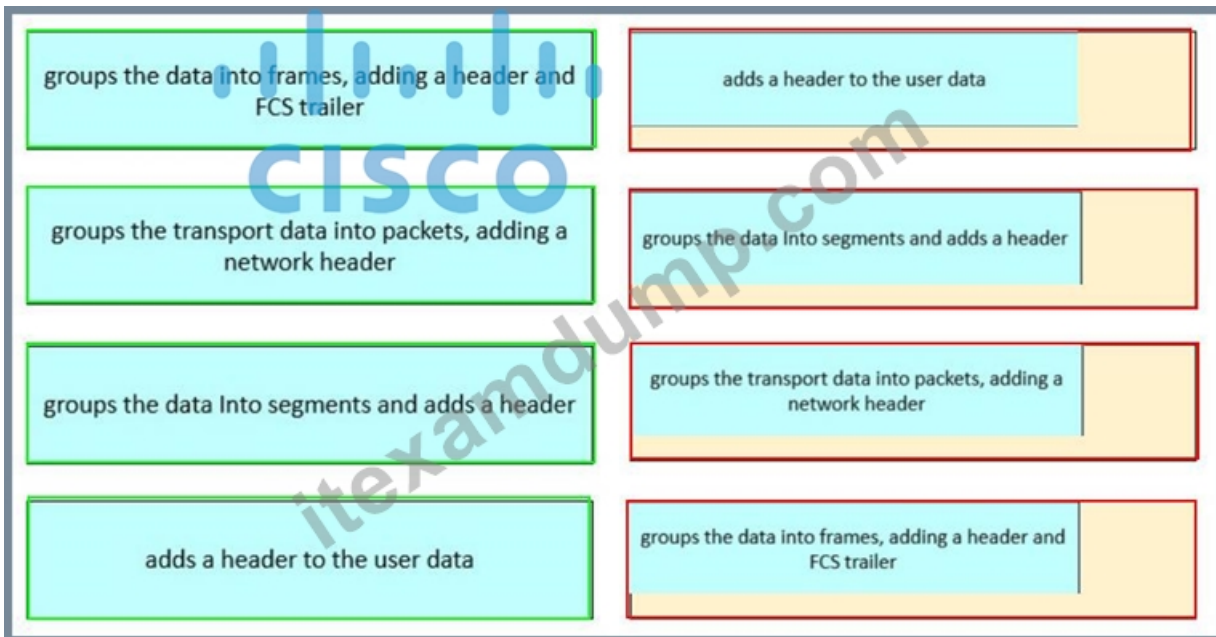 groups the data into frames, adding a header and
FCS trailer
adds a header to the user data
CISCO
groups the transport data into packets, adding a
network header
groups the data Into segments and adds a header
groups the data Into segments and adds a header
groups the transport data into packets, adding a
network header
adds a header to the user data
groups the data into frames, adding a header and
FCS trailer
itexamdump.com